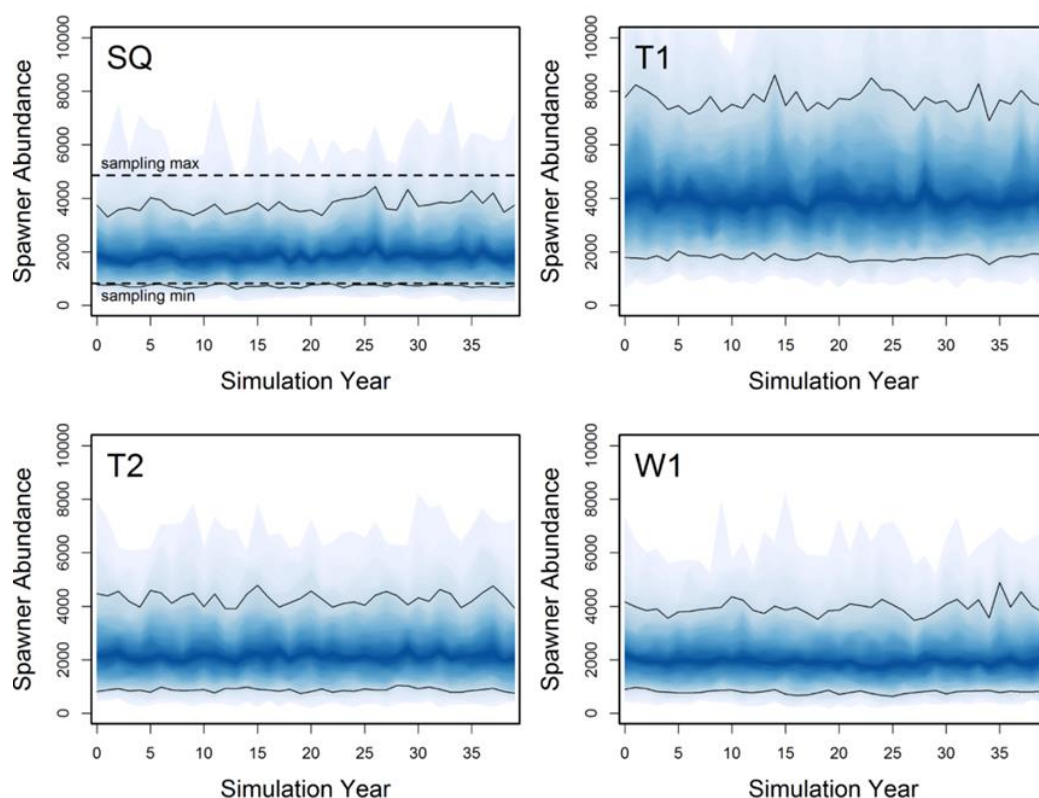 SQ
Spawner Abundance
10000
8000
6000
4000
2000
0
sampling max
sampling min
0 5 10 15 20 25 30 35
Simulation Year
T1
Spawner Abundance
10000
8000
6000
4000
2000
0
0 5 10 15 20 25 30 35
Simulation Year
T2
Spawner Abundance
10000
8000
6000
4000
2000
0
0 5 10 15 20 25 30 35
Simulation Year
W1
Spawner Abundance
10000
8000
6000
4000
2000
0
0 5 10 15 20 25 30 35
Simulation Year